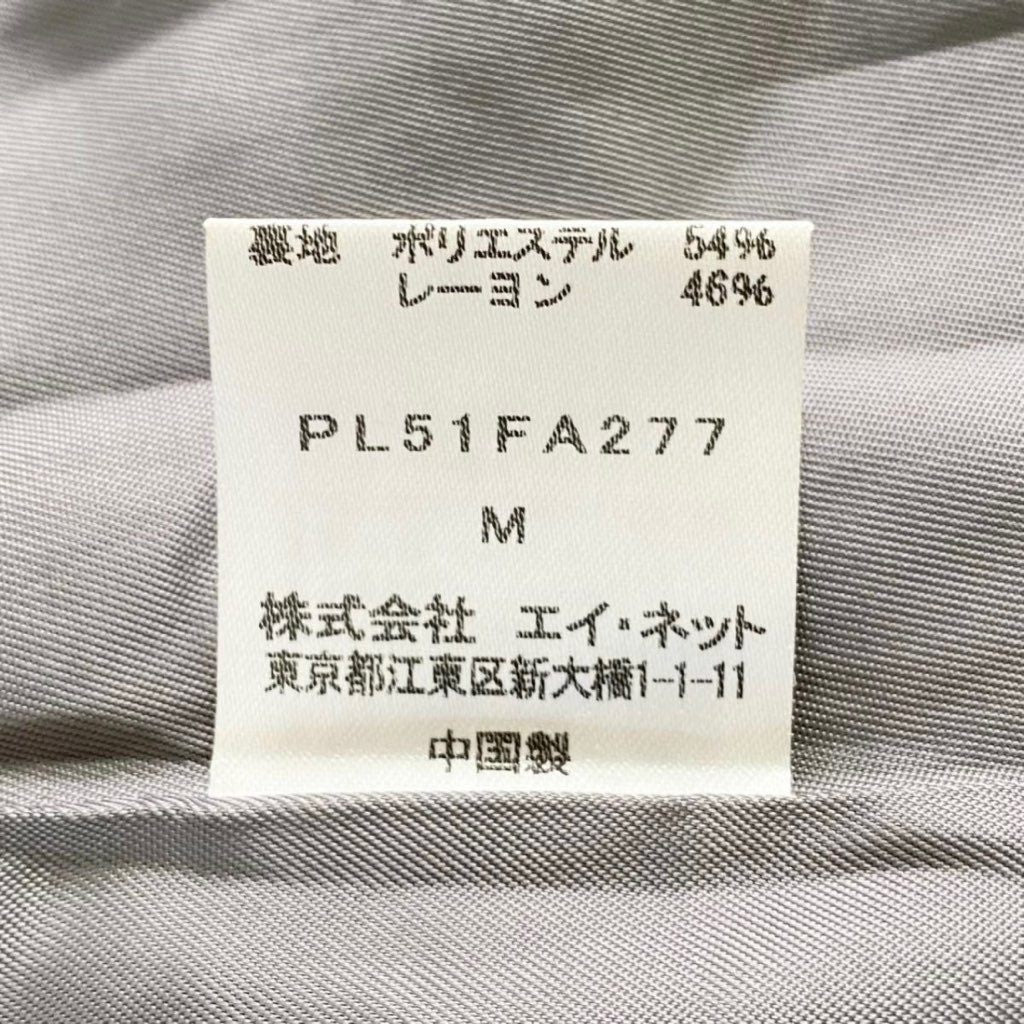 裏地 ポリエステル 54%
レーヨン 46%
PL51FA277
M
株式会社 エイ・ネット
東京都江東区新大橋1-1-11
中国製